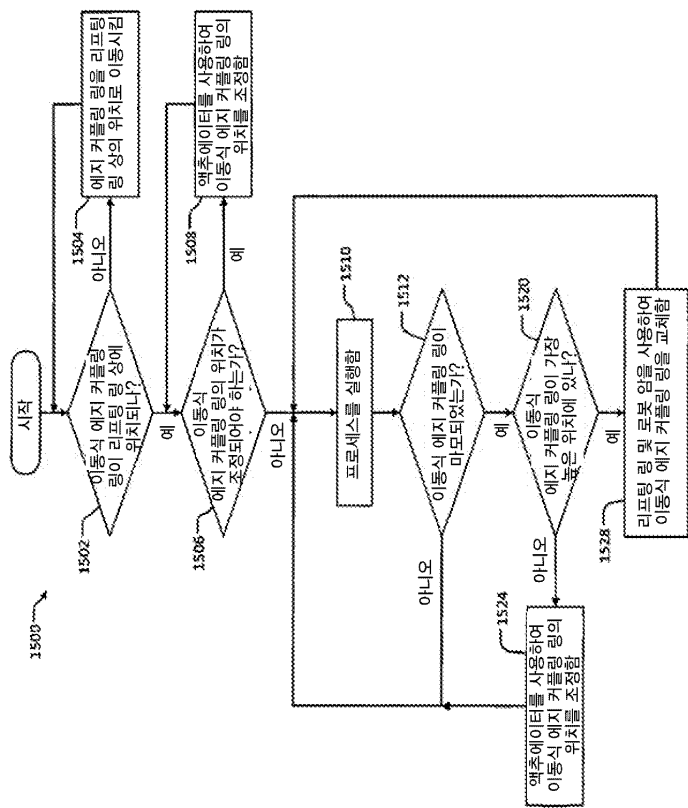 1500
시작
1502
이동식 에지 커플링
링이 리프팅 링 상에
위치되나?
아니오
1504
에지 커플링 링을 리프팅
링 상의 위치로 이동시킴
예
1506
이동식
에지 커플링 링의 위치가
조정되어야 하는가?
예
1508
액추에이터를 사용하여
이동식 에지 커플링 링의
위치를 조정함
아니오
1510
프로세스를 실행함
1512
이동식 에지 커플링 링이
마모되었는가?
아니오
예
1520
이동식
에지 커플링 링이 가장
높은 위치에 있나?
아니오
1524
액추에이터를 사용하여
이동식 에지 커플링 링의
위치를 조정함
예
1528
리프팅 링 및 로봇 암을 사용하여
이동식 에지 커플링 링을 교체함